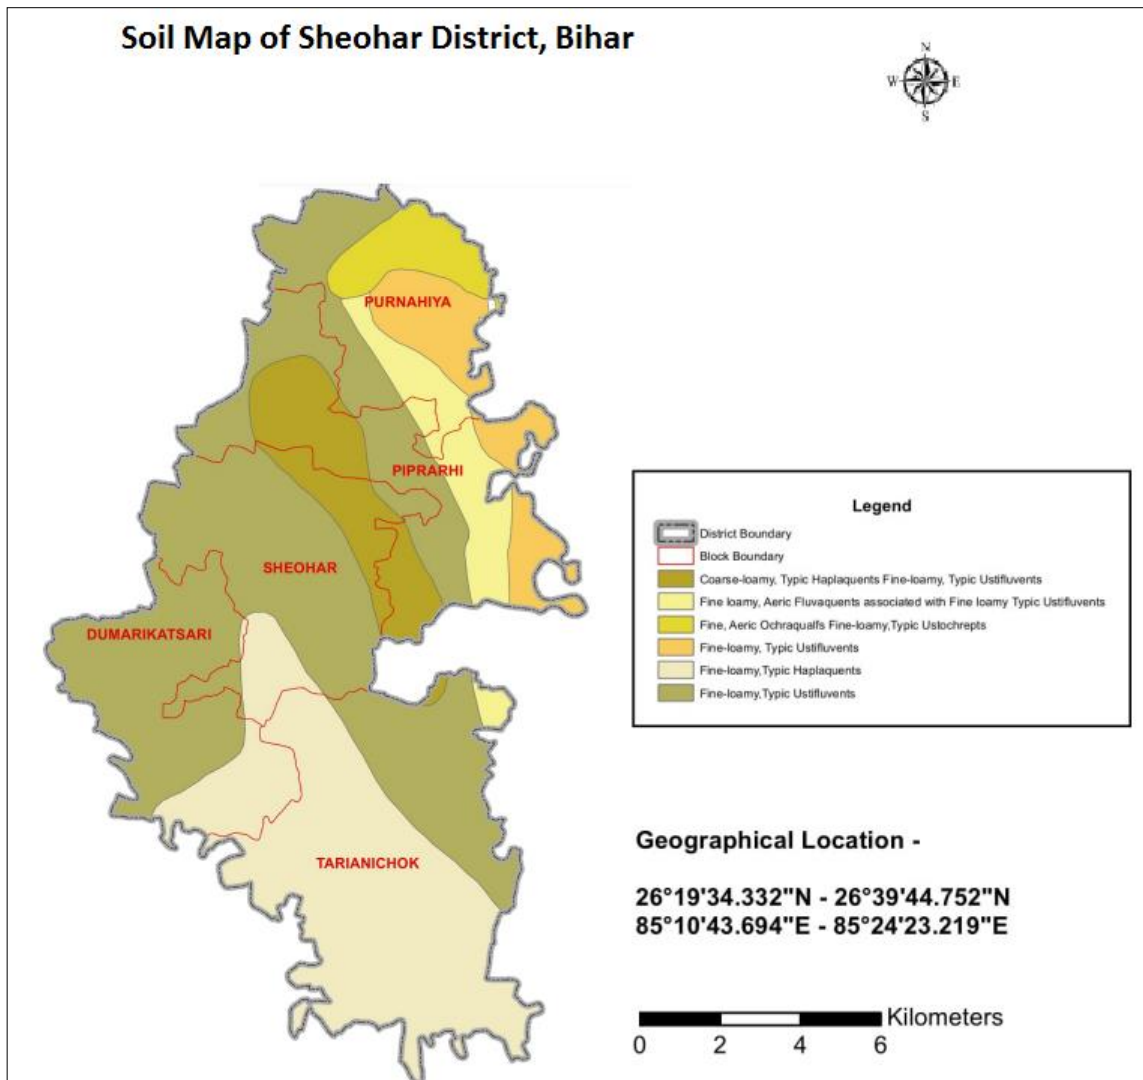 Soil Map of Sheohar District, Bihar
N
W E
S
PURNAHIYA
PIPRARHI
SHEOHAR
DUMARIKATSARI
TARIANICHOK
Legend
District Boundary
Block Boundary
Coarse-loamy, Typic Haplaquents Fine-loamy, Typic Ustifluvents
Fine loamy, Aeric Fluvaquents associated with Fine loamy Typic Ustifluvents
Fine, Aeric Ochraqualfs Fine-loamy,Typic Ustochrepts
Fine-loamy, Typic Ustifluvents
Fine-loamy,Typic Haplaquents
Fine-loamy,Typic Ustifluvents
Geographical Location -
26°19'34.332"N - 26°39'44.752"N
85°10'43.694"E - 85°24'23.219"E
Kilometers
0 2 4 6